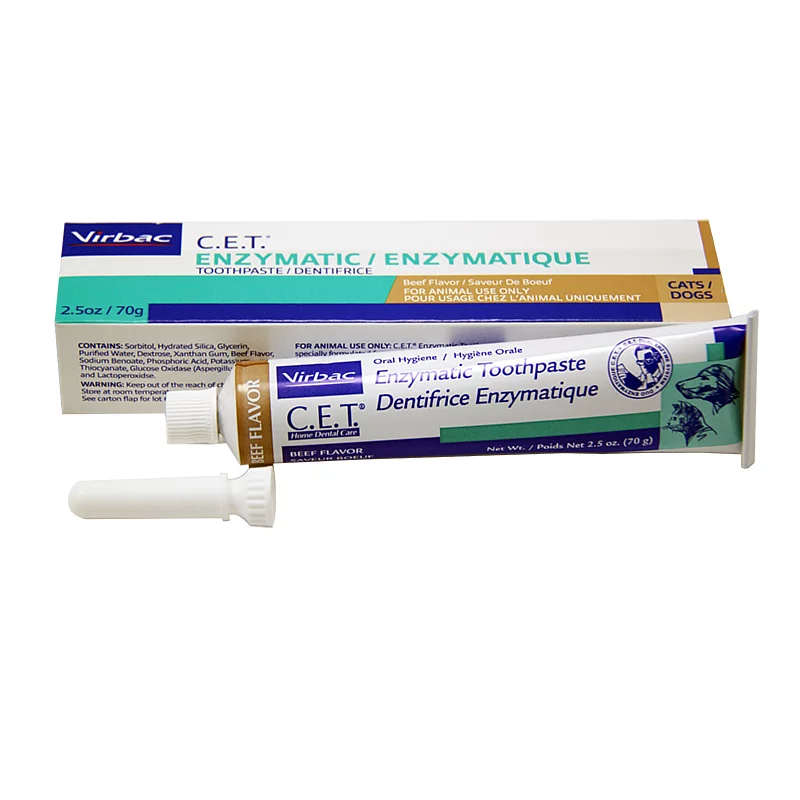 Virbac
C.E.T.®
ENZYMATIC / ENZYMATIQUE
TOOTHPASTE / DENTIFRICE
Beef Flavor / Saveur De Boeuf
FOR ANIMAL USE ONLY
POUR USAGE CHEZ L'ANIMAL UNIQUEMENT
CATS /
DOGS
2.5oz / 70g
CONTAINS: Sorbitol, Hydrated Silica, Glycerin,
Purified Water, Dextrose, Xanthan Gum, Beef Flavor,
Sodium Benoate, Phosphoric Acid, Potassium
Thiocyanate, Glucose Oxidase (Aspergillus
and Lactoperoxidse.
WARNING: Keep out of the reach of
Store at room
See carton flap for lot
FOR ANIMAL USE ONLY: C.E.T.® Enzymatic
specially
BEEF FLAVOR
Oral Hygiene / Hygiène Orale
Virbac
Enzymatic Toothpaste
C.E.T.®
Dentifrice Enzymatique
Home Dental Care
BEEF FLAVOR
SAVEUR BOEUF
Net Wt. / Poids Net 2.5 oz. (70 g)